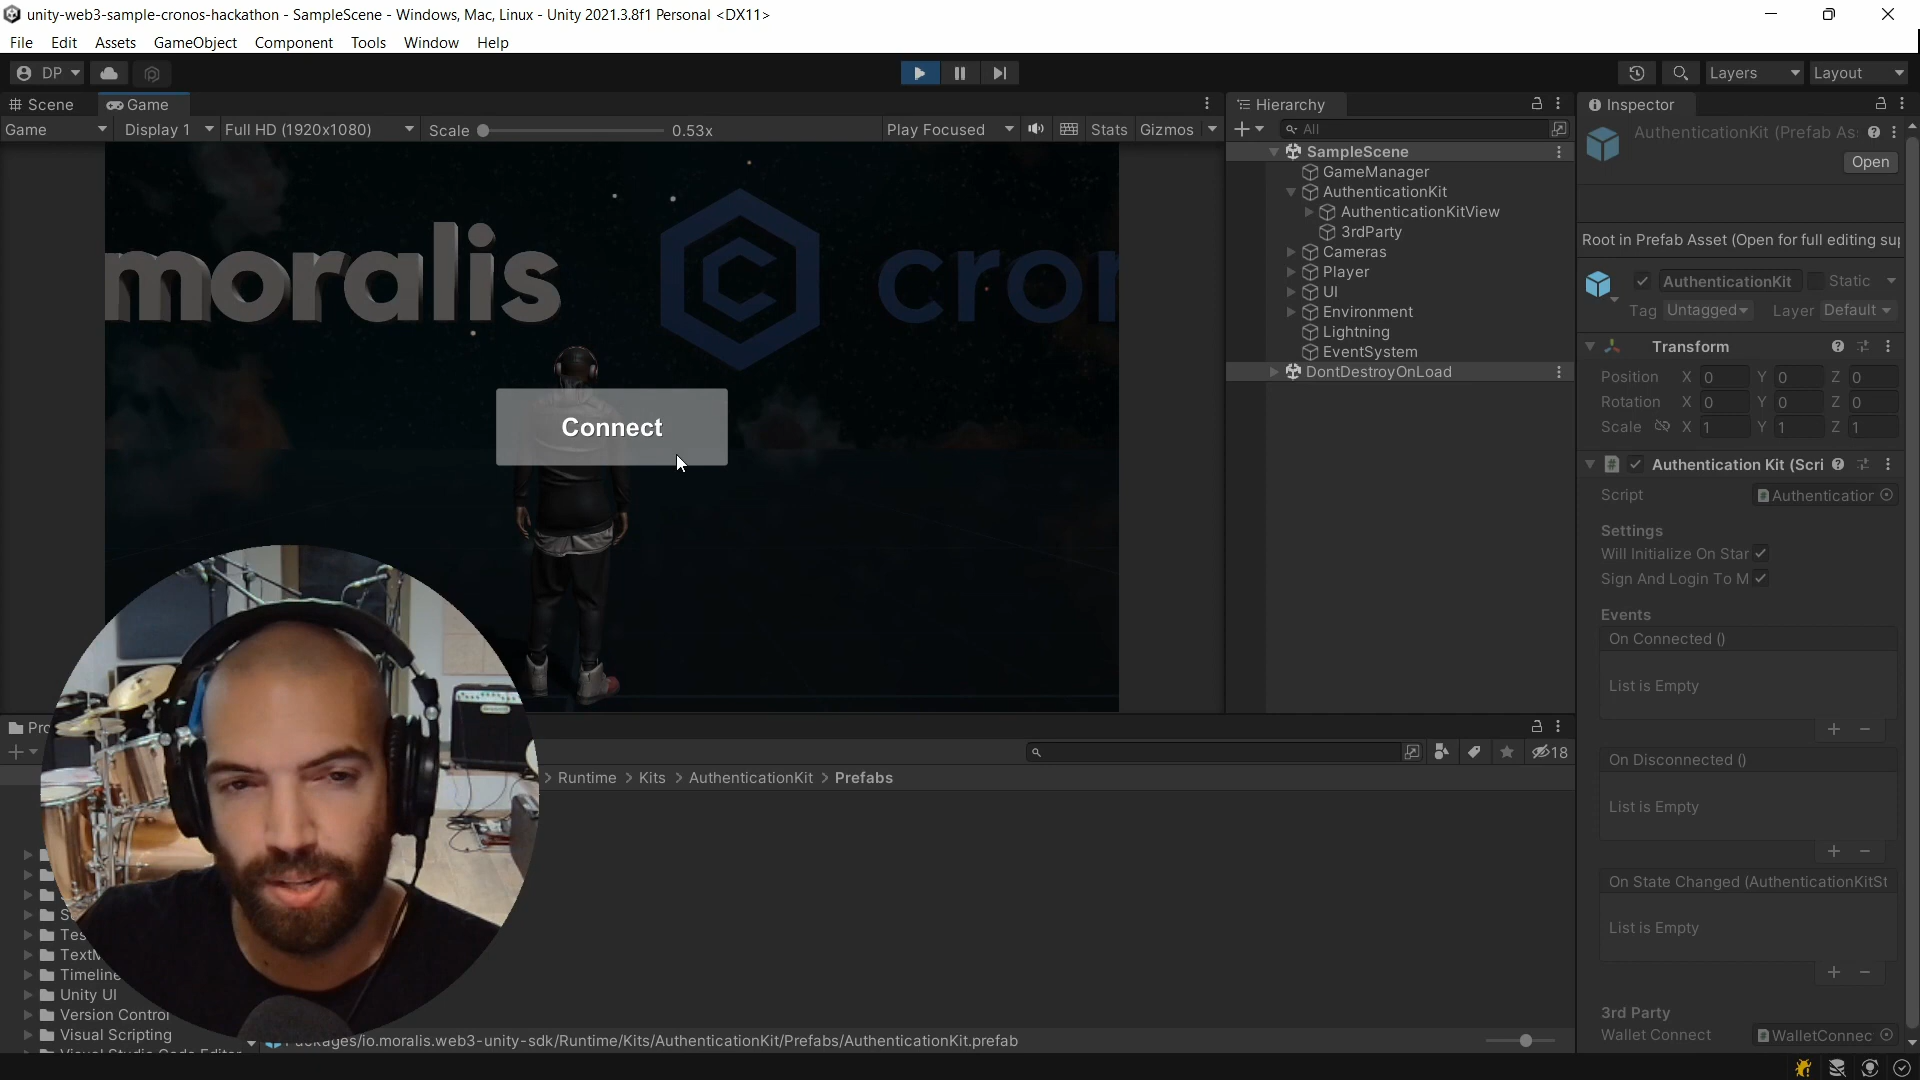 unity-web3-sample-cronos-hackathon - SampleScene - Windows, Mac, Linux - Unity 2021.3.8f1 Personal <DX11>
File Edit Assets GameObject Component Tools Window Help
DP
Layers Layout
Scene Game
Game Display 1 Full HD (1920x1080) Scale 0.53x Play Focused Stats Gizmos
moralis
cro
Connect
Hierarchy
All
SampleScene
GameManager
AuthenticationKit
AuthenticationKitView
3rdParty
Cameras
Player
UI
Environment
Lightning
EventSystem
DontDestroyOnLoad
Inspector
AuthenticationKit (Prefab As
Open
Root in Prefab Asset (Open for full editing su
AuthenticationKit Static
Tag Untagged Layer Default
Transform
Position X 0 Y 0 Z 0
Rotation X 0 Y 0 Z 0
Scale X 1 Y 1 Z 1
Authentication Kit (Scri
Script Authentication
Settings
Will Initialize On Star
Sign And Login To M
Events
On Connected ()
List is Empty
+ −
On Disconnected ()
List is Empty
+ −
On State Changed (AuthenticationKitSt
List is Empty
+ −
3rd Party
Wallet Connect WalletConnec
Pro
18
> Runtime > Kits > AuthenticationKit > Prefabs
Tes
Text
Timeline
Unity UI
Version Control
Visual Scripting
Visual Studio Code Editor
ages/io.moralis.web3-unity-sdk/Runtime/Kits/AuthenticationKit/Prefabs/AuthenticationKit.prefab